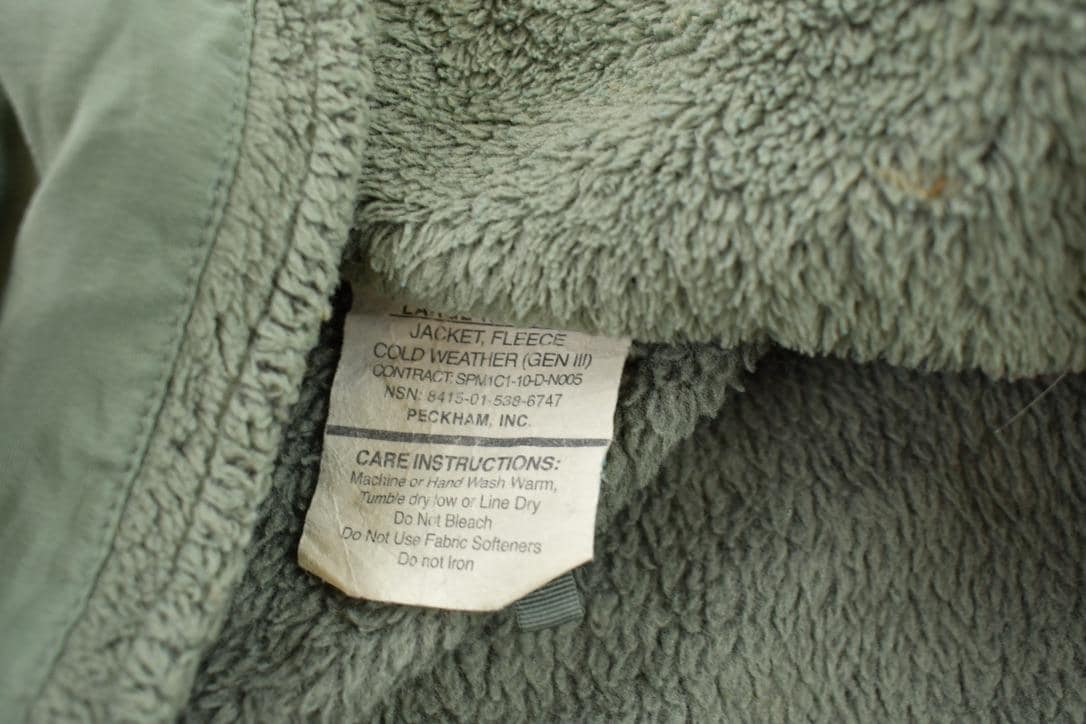 JACKET, FLEECE
COLD WEATHER (GEN III)
CONTRACT: SPM1C1-10-D-N005
NSN: 8415-01-538-6747
PECKHAM, INC.
CARE INSTRUCTIONS:
Machine or Hand Wash Warm,
Tumble dry low or Line Dry
Do Not Bleach
Do Not Use Fabric Softeners
Do not Iron